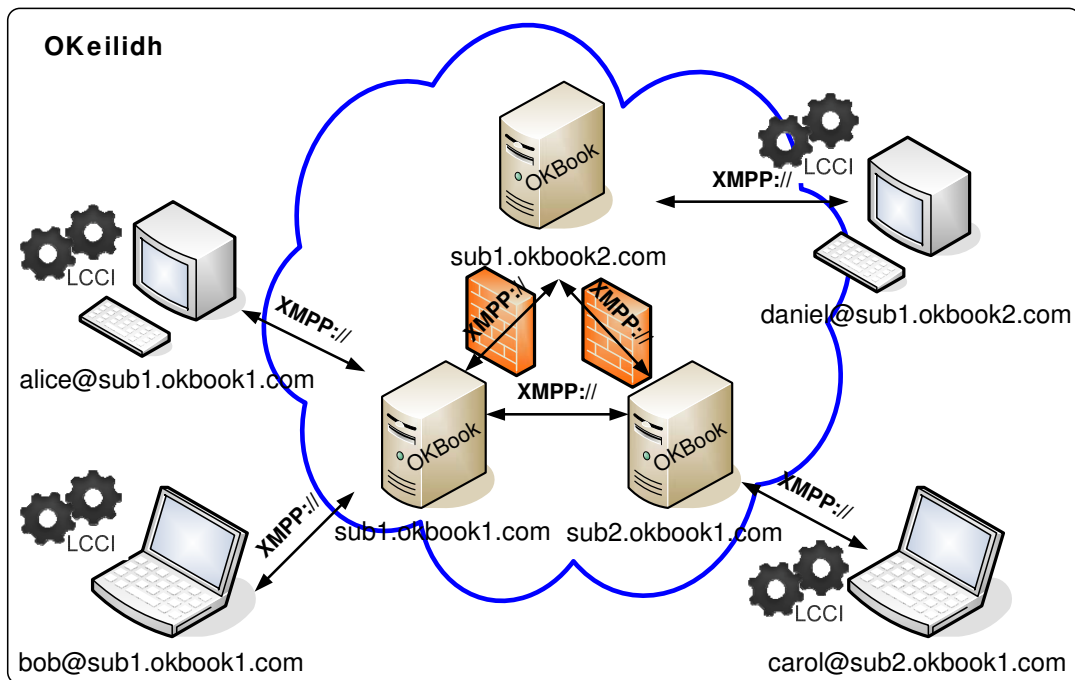 OKeilidh
OKBook
LCCI
XMPP://
sub1.okbook2.com
LCCI
XMPP://
XMPP://
XMPP://
daniel@sub1.okbook2.com
alice@sub1.okbook1.com
XMPP://
OKBook
OKBook
LCCI
XMPP://
sub1.okbook1.com
sub2.okbook1.com
XMPP://
LCCI
bob@sub1.okbook1.com
carol@sub2.okbook1.com